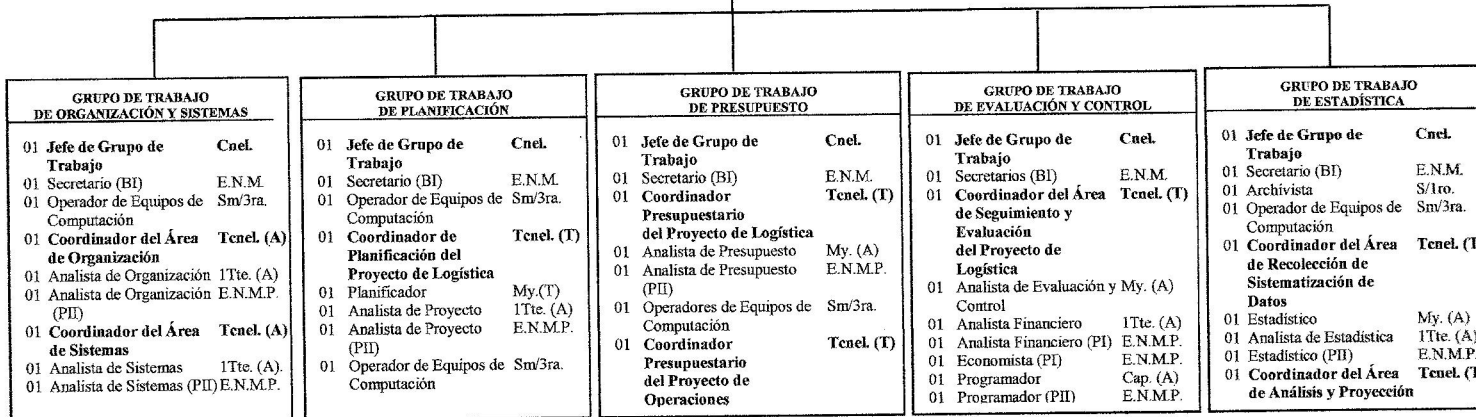 GRUPO DE TRABAJO
DE ORGANIZACIÓN Y SISTEMAS
01 Jefe de Grupo de Cnel.
Trabajo
01 Secretario (BI) E.N.M.
01 Operador de Equipos de Sm/3ra.
Computación
01 Coordinador del Área Tcnel. (A)
de Organización
01 Analista de Organización 1Tte. (A)
01 Analista de Organización E.N.M.P.
(PII)
01 Coordinador del Área Tcnel. (A)
de Sistemas
01 Analista de Sistemas 1Tte. (A).
01 Analista de Sistemas (PII) E.N.M.P.
GRUPO DE TRABAJO
DE PLANIFICACIÓN
01 Jefe de Grupo de Cnel.
Trabajo
01 Secretario (BI) E.N.M.
01 Operador de Equipos de Sm/3ra.
Computación
01 Coordinador de Tcnel. (T)
Planificación del
Proyecto de Logística
01 Planificador My.(T)
01 Analista de Proyecto 1Tte. (A)
01 Analista de Proyecto E.N.M.P.
(PII)
01 Operador de Equipos de Sm/3ra.
Computación
GRUPO DE TRABAJO
DE PRESUPUESTO
01 Jefe de Grupo de Cnel.
Trabajo
01 Secretario (BI) E.N.M.
01 Coordinador Tcnel. (T)
Presupuestario
del Proyecto de Logística
01 Analista de Presupuesto My. (A)
01 Analista de Presupuesto E.N.M.P.
(PII)
01 Operadores de Equipos de Sm/3ra.
Computación
01 Coordinador Tcnel. (T)
Presupuestario
del Proyecto de
Operaciones
GRUPO DE TRABAJO
DE EVALUACIÓN Y CONTROL
01 Jefe de Grupo de Cnel.
Trabajo
01 Secretarios (BI) E.N.M.
01 Coordinador del Área Tcnel. (T)
de Seguimiento y
Evaluación
del Proyecto de
Logística
01 Analista de Evaluación y My. (A)
Control
01 Analista Financiero 1Tte. (A)
01 Analista Financiero (PI) E.N.M.P.
01 Economista (PI) E.N.M.P.
01 Programador Cap. (A)
01 Programador (PII) E.N.M.P.
GRUPO DE TRABAJO
DE ESTADÍSTICA
01 Jefe de Grupo de Cnel.
Trabajo
01 Secretario (BI) E.N.M.
01 Archivista S/1ro.
01 Operador de Equipos de Sm/3ra.
Computación
01 Coordinador del Área Tcnel. (T
de Recolección de
Sistematización de
Datos
01 Estadístico My. (A)
01 Analista de Estadística 1Tte. (A)
01 Estadístico (PII) E.N.M.P.
01 Coordinador del Área Tcnel. (T
de Análisis y Proyección